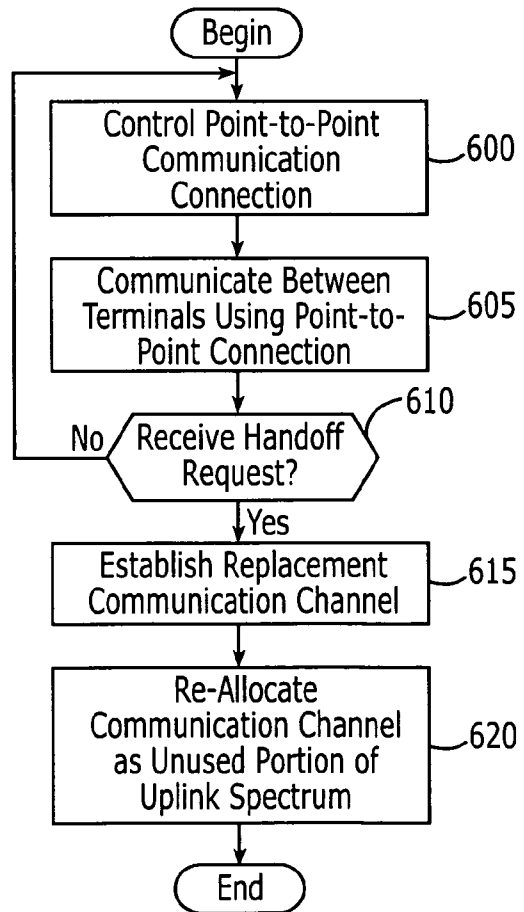 Begin
Control Point-to-Point
Communication
Connection
600
Communicate Between
Terminals Using Point-to-
Point Connection
605
Receive Handoff
Request?
610
No
Yes
Establish Replacement
Communication Channel
615
Re-Allocate
Communication Channel
as Unused Portion of
Uplink Spectrum
620
End